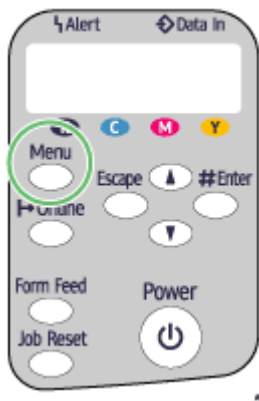 Alert Data In
C M Y
Menu
Escape #Enter
Online
Form Feed Power
Job Reset